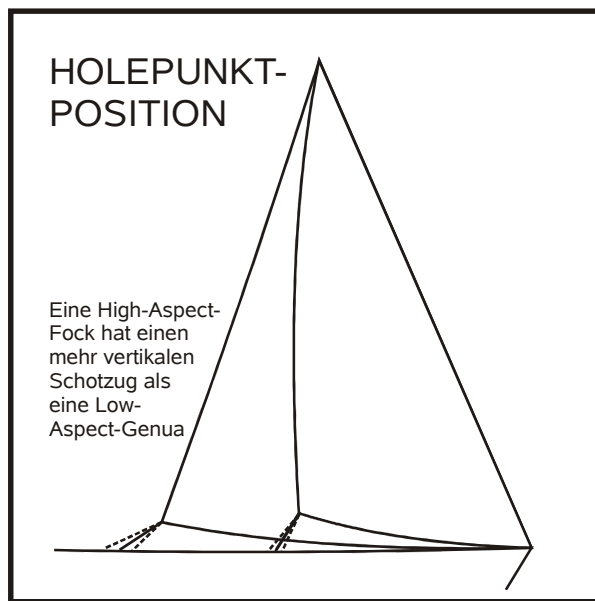 HOLEPUNKT-
POSITION
Eine High-Aspect-
Fock hat einen
mehr vertikalen
Schotzug als
eine Low-
Aspect-Genua